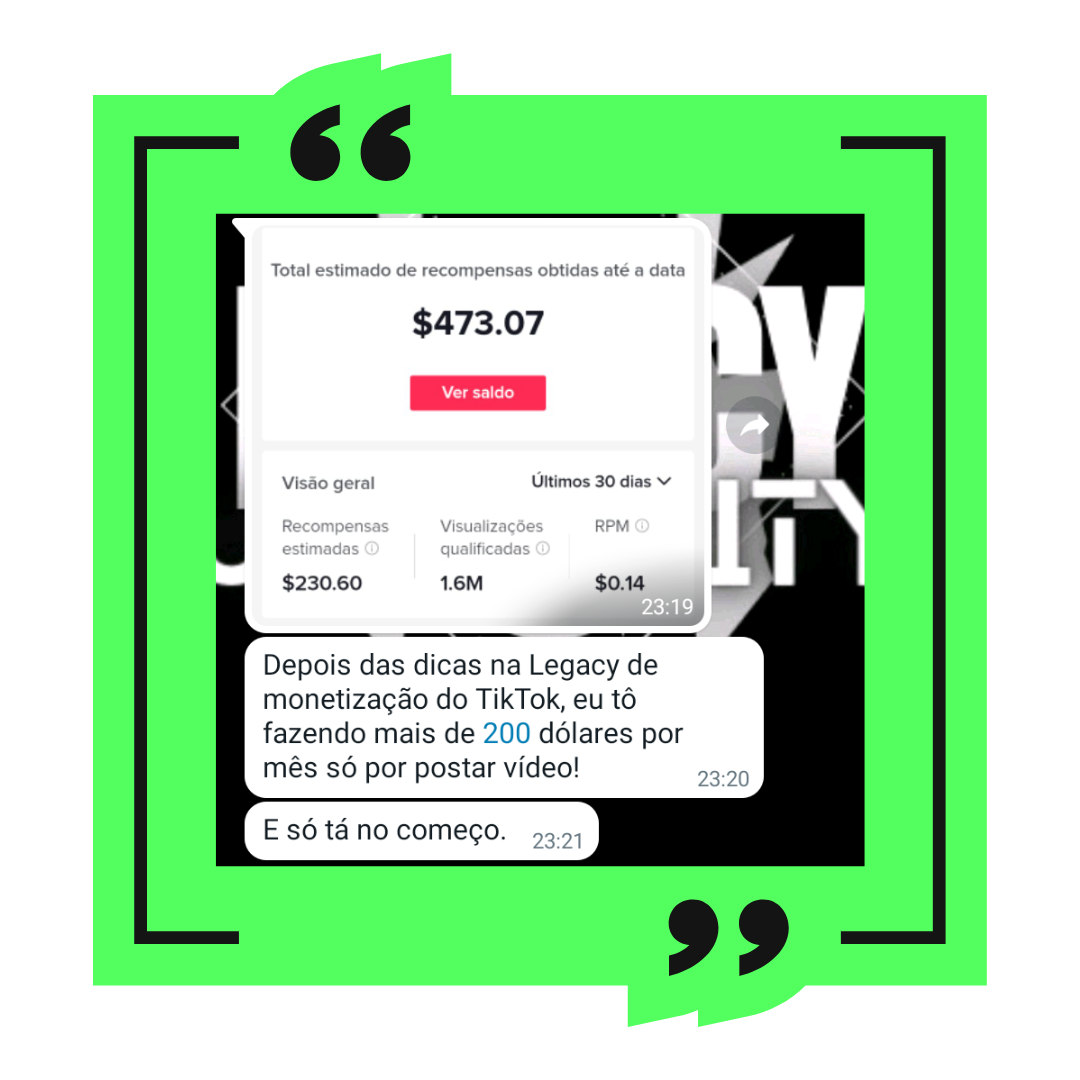 Total estimado de recompensas obtidas até a data
$473.07
Ver saldo
Visão geral
Últimos 30 dias
Recompensas
estimadas
Visualizações
qualificadas
RPM
$230.60
1.6M
$0.14
23:19
Depois das dicas na Legacy de
monetização do TikTok, eu tô
fazendo mais de 200 dólares por
mês só por postar vídeo!
23:20
E só tá no começo.
23:21